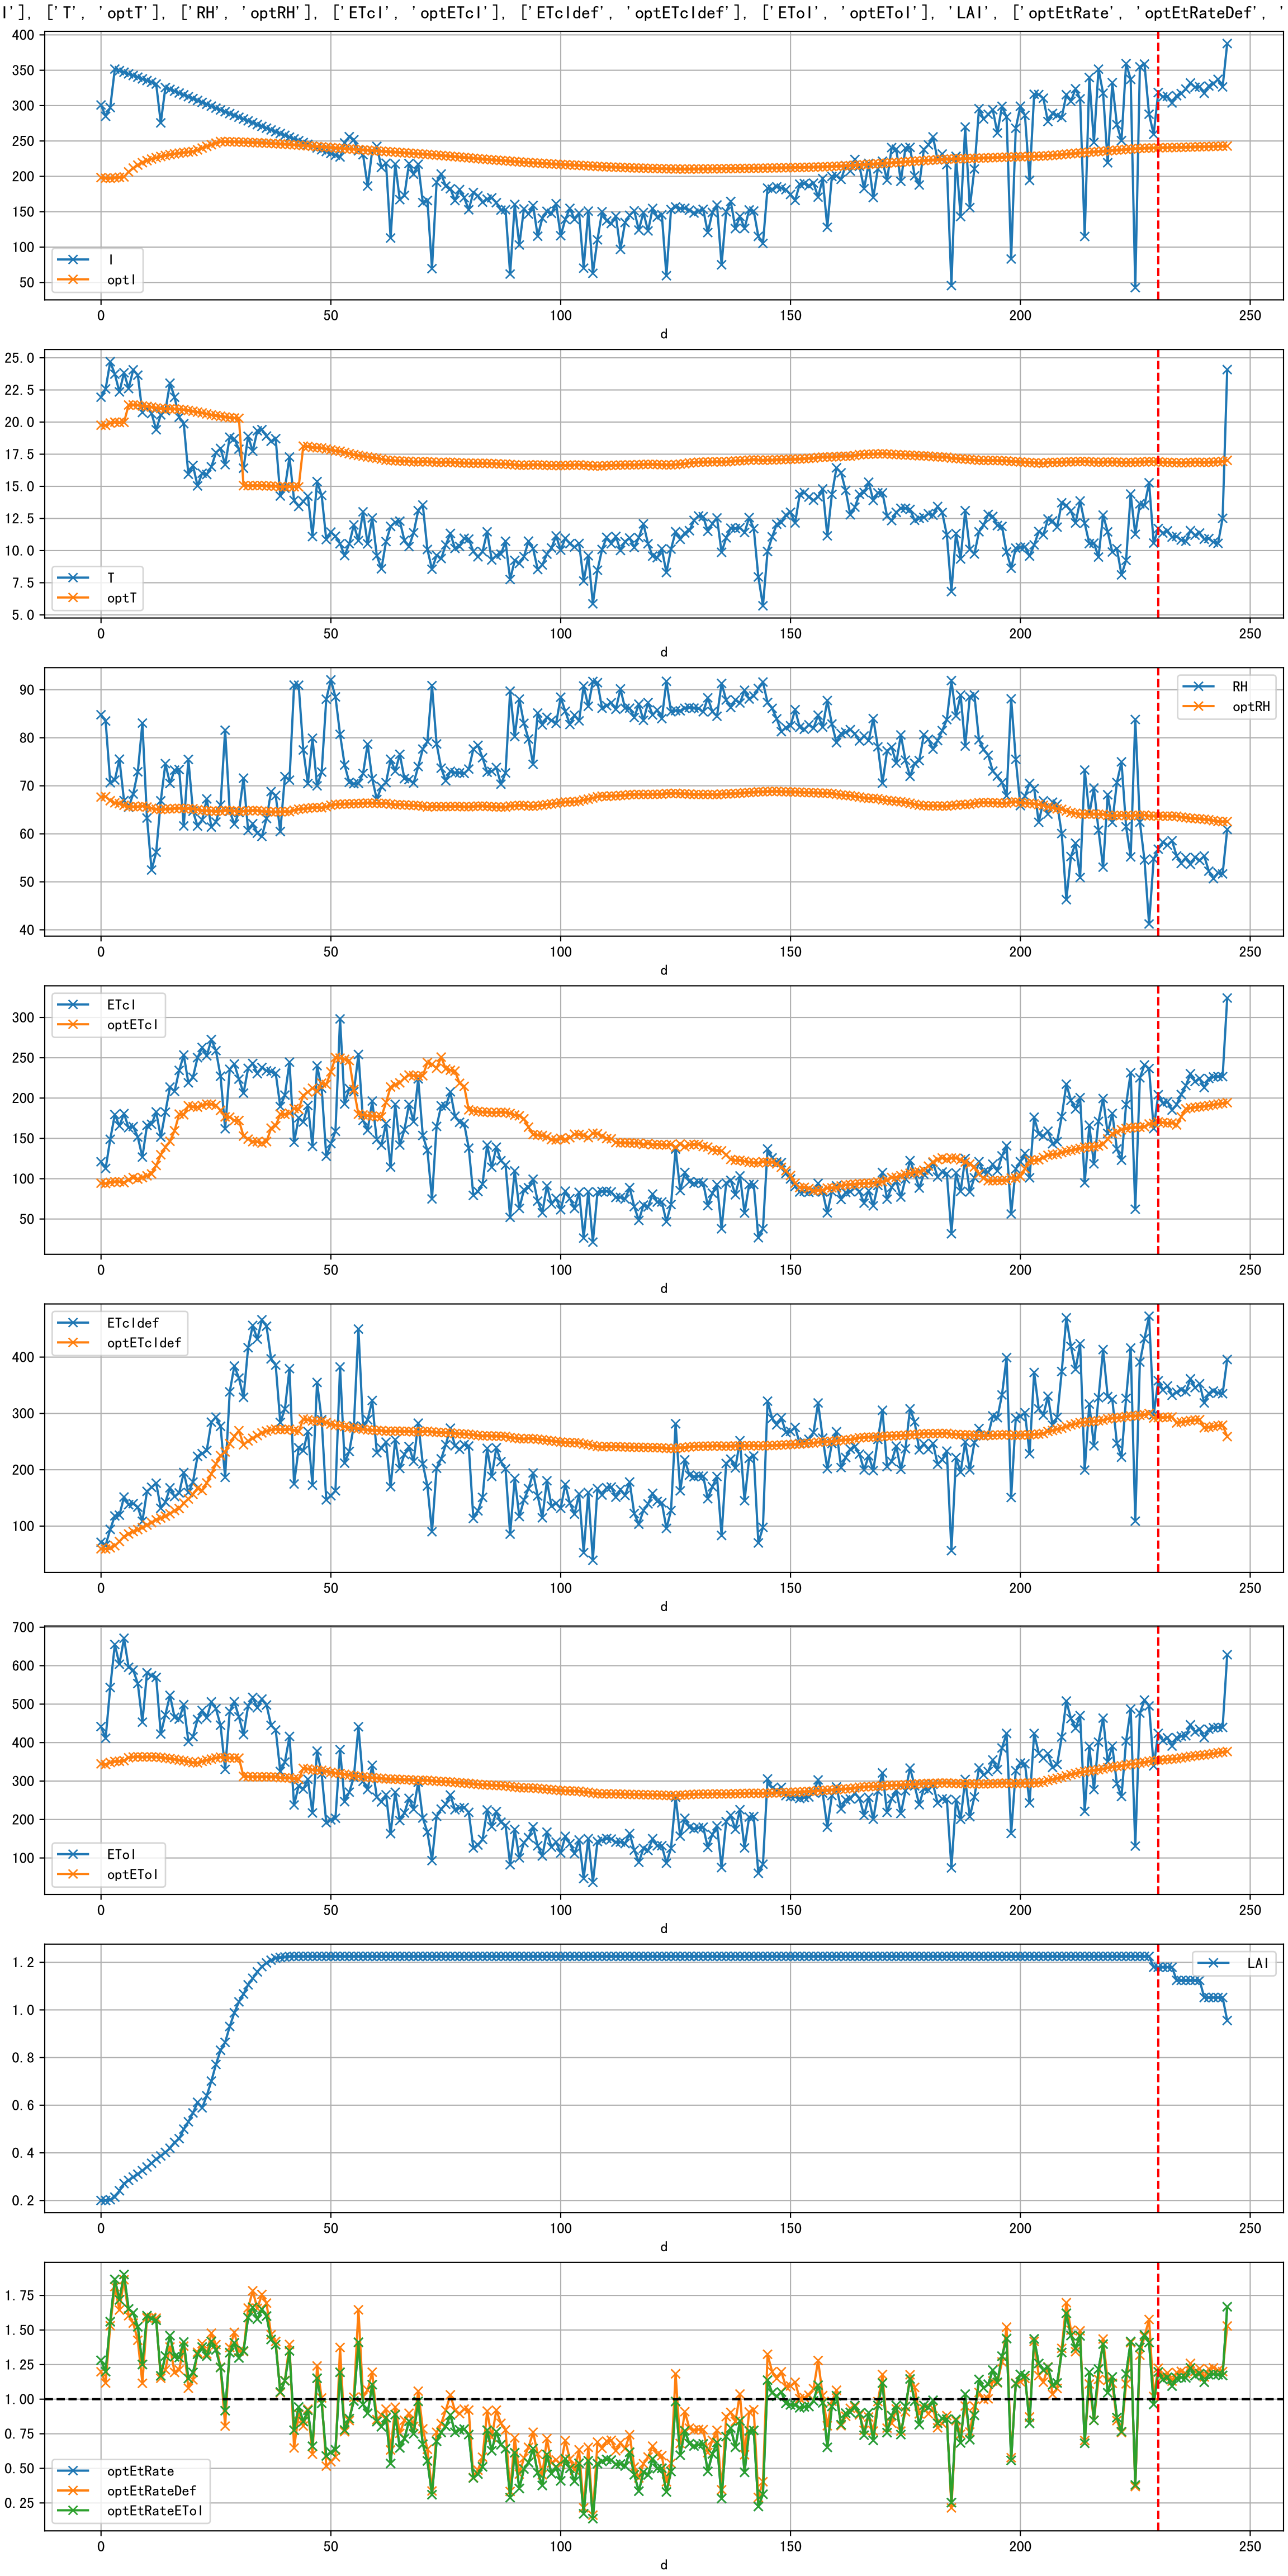 I'], ['T', 'optT'], ['RH', 'optRH'], ['ETcI', 'optETcI'], ['ETcIdef', 'optETcIdef'], ['EToI', 'optEToI'], 'LAI', ['optEtRate', 'optEtRateDef', '
400
350
300
250
200
150
100
50
I
optI
0 50 100 150 200 250
d
25.0
22.5
20.0
17.5
15.0
12.5
10.0
7.5
5.0
T
optT
0 50 100 150 200 250
d
90
80
70
60
50
40
RH
optRH
0 50 100 150 200 250
d
300
250
200
150
100
50
ETcI
optETcI
0 50 100 150 200 250
d
400
300
200
100
ETcIdef
optETcIdef
0 50 100 150 200 250
d
700
600
500
400
300
200
100
EToI
optEToI
0 50 100 150 200 250
d
1.2
1.0
0.8
0.6
0.4
0.2
LAI
0 50 100 150 200 250
d
1.75
1.50
1.25
1.00
0.75
0.50
0.25
optEtRate
optEtRateDef
optEtRateEToI
0 50 100 150 200 250
d